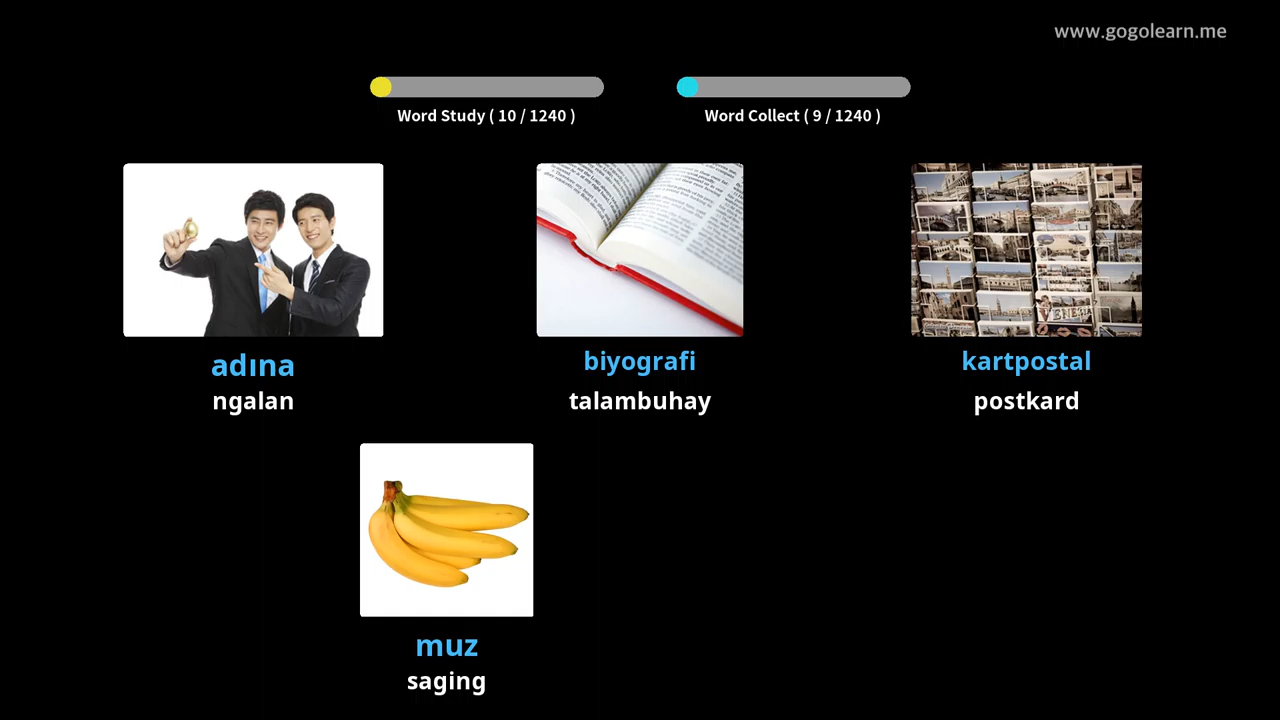 www.gogolearn.me
Word Study ( 10 / 1240 )
Word Collect ( 9 / 1240 )
adına
ngalan
biyografi
talambuhay
VENEZIA
kartpostal
postkard
muz
saging